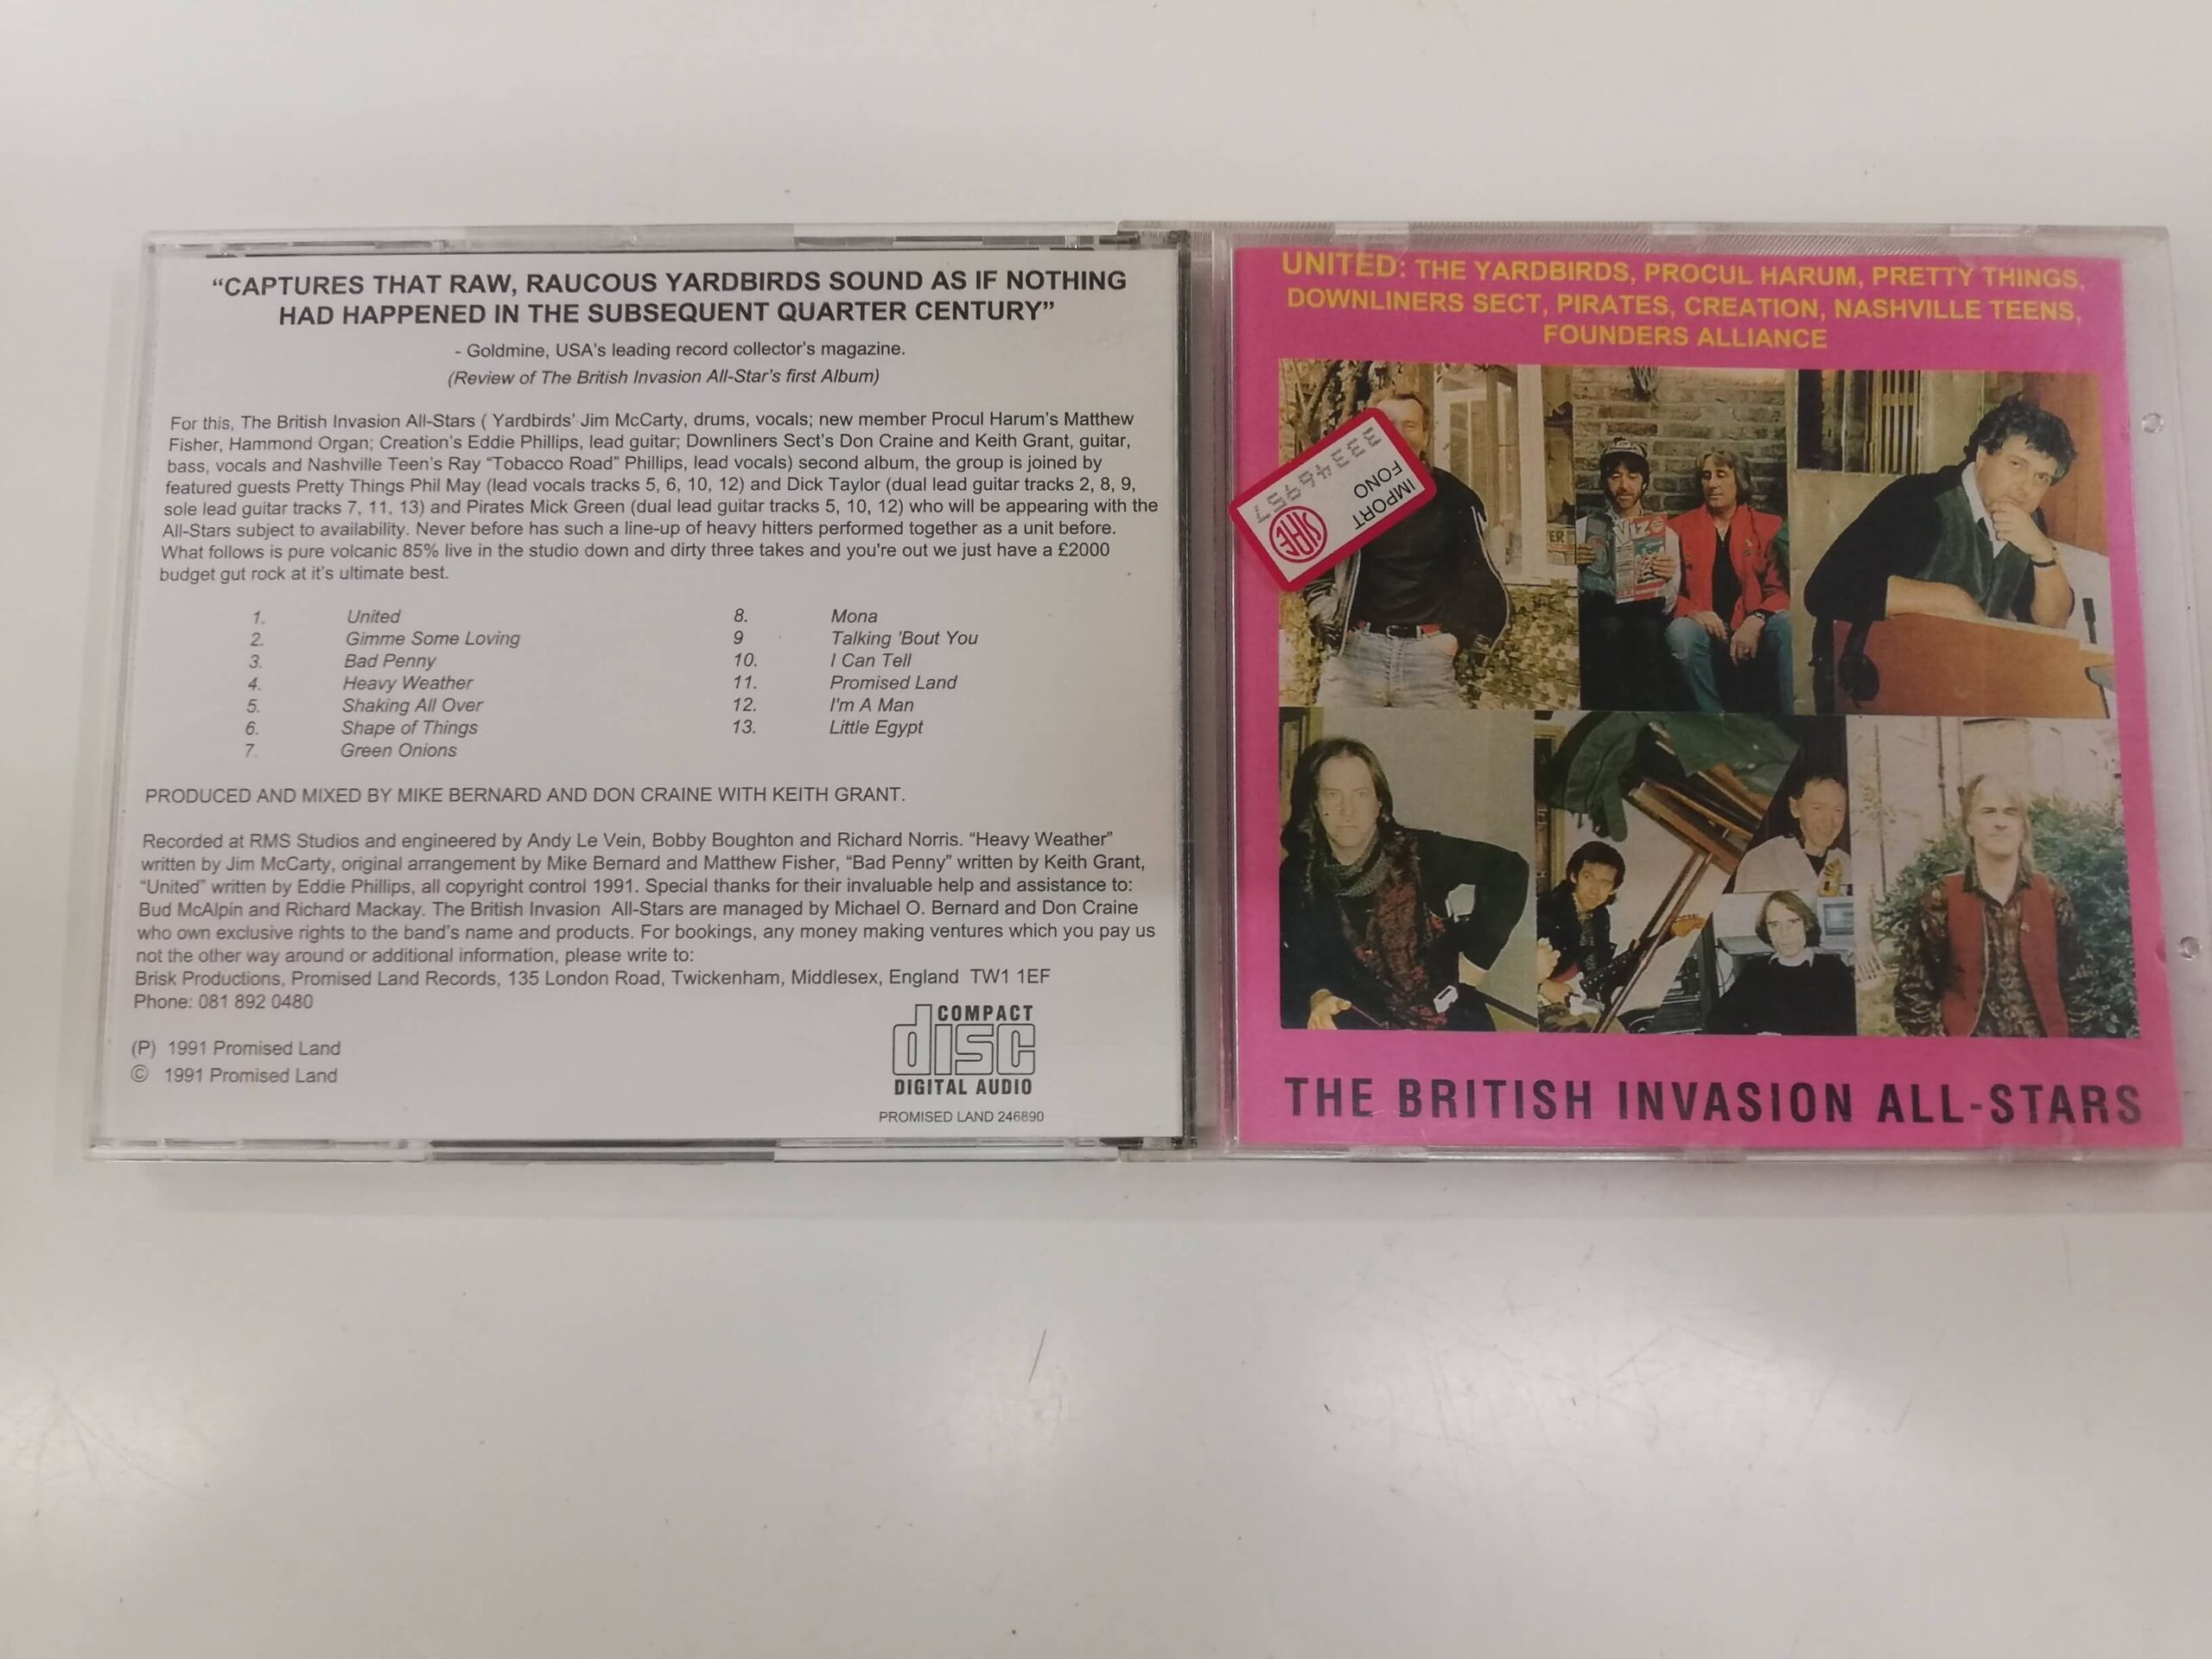 “CAPTURES THAT RAW, RAUCOUS YARDBIRDS SOUND AS IF NOTHING
HAD HAPPENED IN THE SUBSEQUENT QUARTER CENTURY”
- Goldmine, USA's leading record collector's magazine.
(Review of The British Invasion All-Star's first Album)
For this, The British Invasion All-Stars ( Yardbirds' Jim McCarty, drums, vocals; new member Procul Harum's Matthew
Fisher, Hammond Organ; Creation's Eddie Phillips, lead guitar; Downliners Sect's Don Craine and Keith Grant, guitar,
bass, vocals and Nashville Teen's Ray “Tobacco Road” Phillips, lead vocals) second album, the group is joined by
featured guests Pretty Things Phil May (lead vocals tracks 5, 6, 10, 12) and Dick Taylor (dual lead guitar tracks 2, 8, 9,
sole lead guitar tracks 7, 11, 13) and Pirates Mick Green (dual lead guitar tracks 5, 10, 12) who will be appearing with the
All-Stars subject to availability. Never before has such a line-up of heavy hitters performed together as a unit before.
What follows is pure volcanic 85% live in the studio down and dirty three takes and you're out we just have a £2000
budget gut rock at it's ultimate best.
1. United
2. Gimme Some Loving
3. Bad Penny
4. Heavy Weather
5. Shaking All Over
6. Shape of Things
7. Green Onions
8. Mona
9 Talking 'Bout You
10. I Can Tell
11. Promised Land
12. I'm A Man
13. Little Egypt
PRODUCED AND MIXED BY MIKE BERNARD AND DON CRAINE WITH KEITH GRANT.
Recorded at RMS Studios and engineered by Andy Le Vein, Bobby Boughton and Richard Norris. “Heavy Weather”
written by Jim McCarty, original arrangement by Mike Bernard and Matthew Fisher, “Bad Penny” written by Keith Grant,
“United” written by Eddie Phillips, all copyright control 1991. Special thanks for their invaluable help and assistance to:
Bud McAlpin and Richard Mackay. The British Invasion All-Stars are managed by Michael O. Bernard and Don Craine
who own exclusive rights to the band's name and products. For bookings, any money making ventures which you pay us
not the other way around or additional information, please write to:
Brisk Productions, Promised Land Records, 135 London Road, Twickenham, Middlesex, England TW1 1EF
Phone: 081 892 0480
(P) 1991 Promised Land
© 1991 Promised Land
COMPACT
disc
DIGITAL AUDIO
PROMISED LAND 246890
UNITED: THE YARDBIRDS, PROCUL HARUM, PRETTY THINGS,
DOWNLINERS SECT, PIRATES, CREATION, NASHVILLE TEENS,
FOUNDERS ALLIANCE
IMPORT
FONO
SIAE
33346957
VIZ
THE BRITISH INVASION ALL-STARS